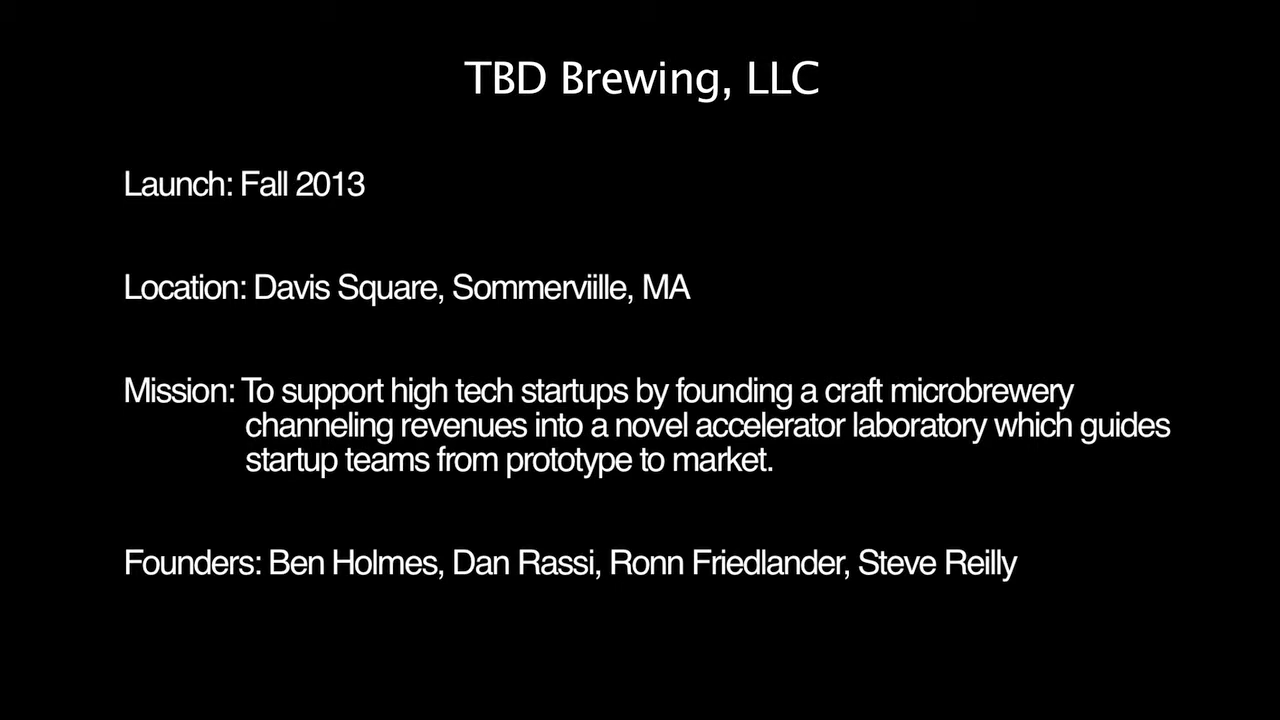 TBD Brewing, LLC
Launch: Fall 2013
Location: Davis Square, Sommerviille, MA
Mission: To support high tech startups by founding a craft microbrewery
channeling revenues into a novel accelerator laboratory which guides
startup teams from prototype to market.
Founders: Ben Holmes, Dan Rassi, Ronn Friedlander, Steve Reilly